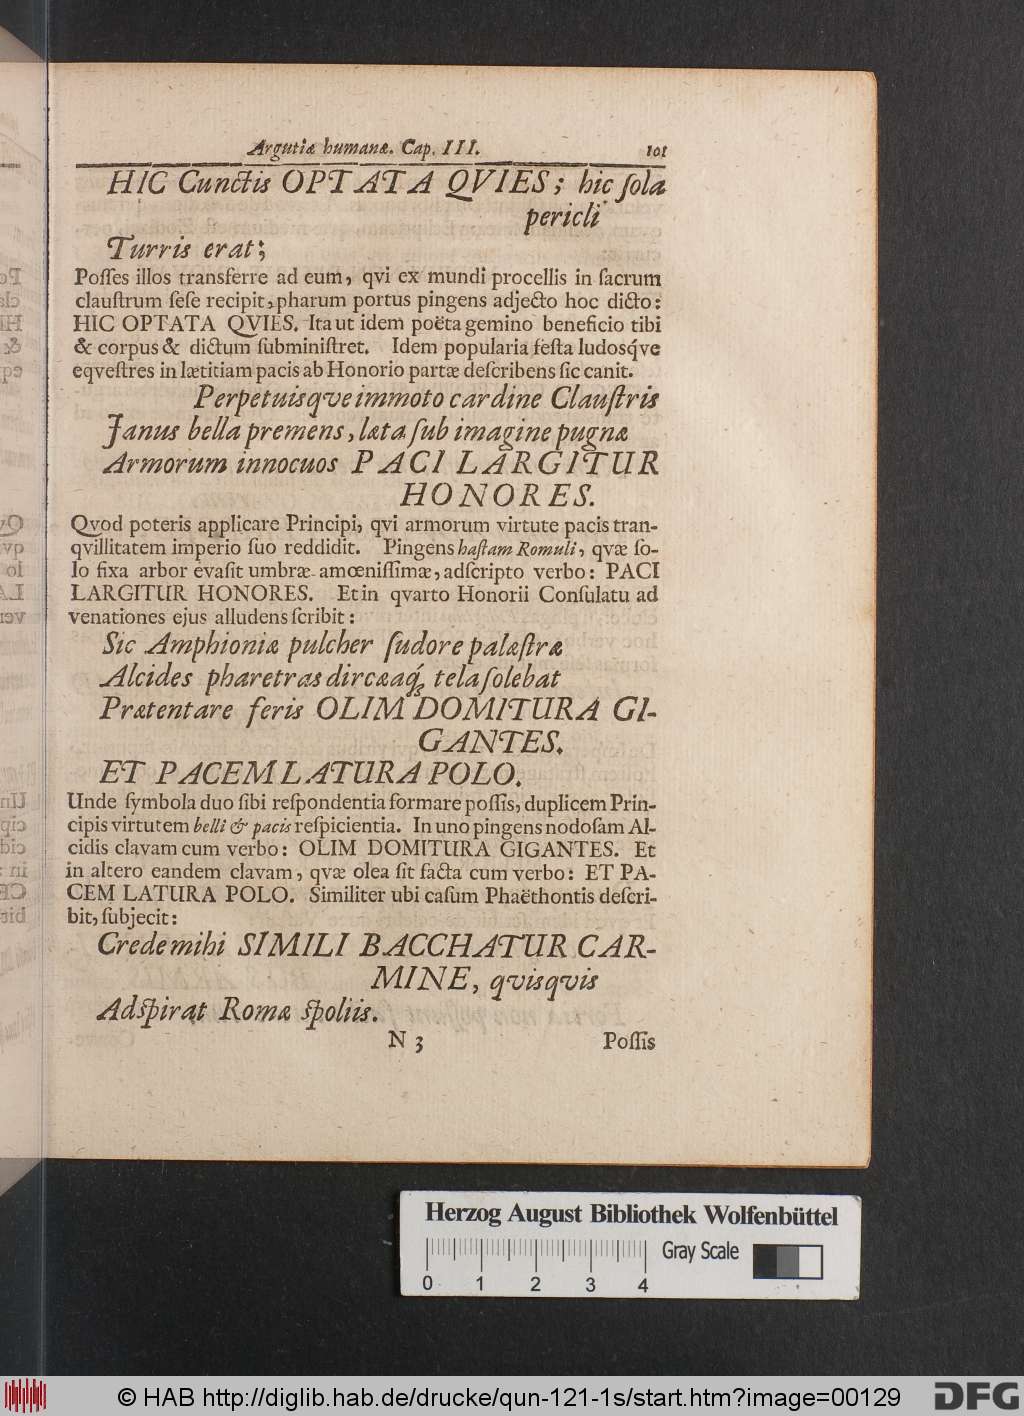 Argutiæ humanæ. Cap. III. 101
HIC Cunctis OPTATA QVIES; hic ſola
pericli
Turris erat;
Poſſes illos transferre ad eum, qvi ex mundi procellis in ſacrum
clauſtrum ſeſe recipit, pharum portus pingens adjecto hoc dicto:
HIC OPTATA QVIES. Ita ut idem poëta gemino beneficio tibi
& corpus & dictum ſubminiſtret. Idem popularia feſta ludosq́ve
eqveſtres in lætitiam pacis ab Honorio partæ deſcribens ſic canit.
Perpetuisqve immoto cardine Clauſtris
Janus bella premens, læta ſub imagine pugnæ
Armorum innocuos PACI LARGITUR
HONORES.
Qvod poteris applicare Principi, qvi armorum virtute pacis tran-
qvillitatem imperio ſuo reddidit. Pingens haſtam Romuli, qvæ ſo-
lo fixa arbor evaſit umbræ amœniſſimæ, adſcripto verbo: PACI
LARGITUR HONORES. Et in qvarto Honorii Conſulatu ad
venationes ejus alludens ſcribit:
Sic Amphioniæ pulcher ſudore palæſtræ
Alcides pharetras dircæaq́; tela ſolebat
Prætentare feris OLIM DOMITURA GI-
GANTES.
ET PACEM LATURA POLO.
Unde ſymbola duo ſibi reſpondentia formare poſſis, duplicem Prin-
cipis virtutem belli & pacis reſpicientia. In uno pingens nodoſam Al-
cidis clavam cum verbo: OLIM DOMITURA GIGANTES. Et
in altero eandem clavam, qvæ olea ſit facta cum verbo: ET PA-
CEM LATURA POLO. Similiter ubi caſum Phaëthontis deſcri-
bit, ſubjecit:
Crede mihi SIMILI BACCHATUR CAR-
MINE, qvisqvis
Adſpirat Romæ ſpoliis.
N 3 Poſſis
Herzog August Bibliothek Wolfenbüttel
Gray Scale
0 1 2 3 4
© HAB http://diglib.hab.de/drucke/qun-121-1s/start.htm?image=00129
DFG